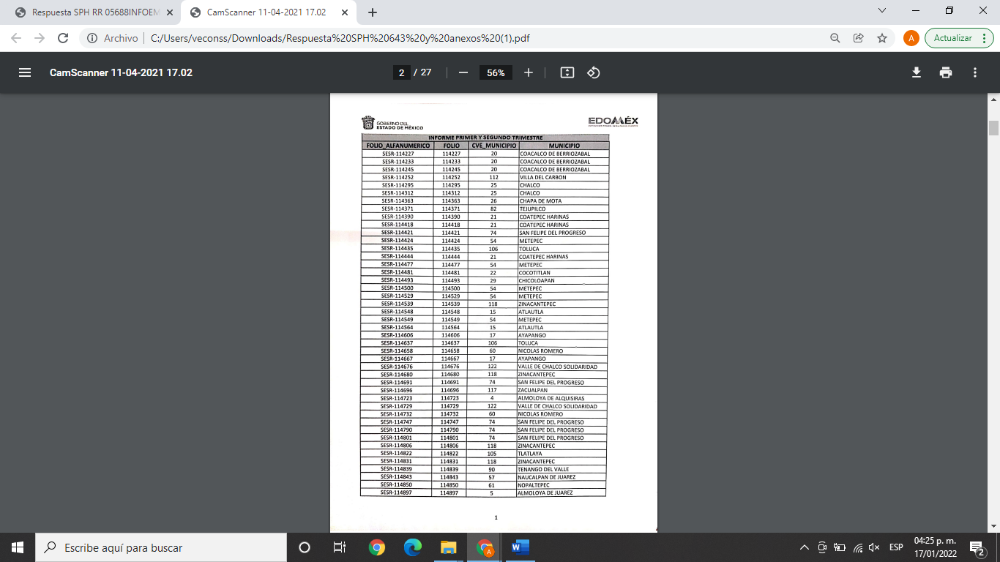 Respuesta SPH RR 05688INFOEM
CamScanner 11-04-2021 17.02
Archivo C:/Users/veconss/Downloads/Respuesta%20SPH%20643%20y%20anexos%20(1).pdf A Actualizar
CamScanner 11-04-2021 17.02 2 / 27 56%
GOBIERNO DEL
ESTADO DE MÉXICO
EDOMÉX
INFORME PRIMER Y SEGUNDO TRIMESTRE
FOLIO_ALFANUMERICO FOLIO CVE_MUNICIPIO MUNICIPIO
SESR-114227 114227 20 COACALCO DE BERRIOZABAL
SESR-114233 114233 20 COACALCO DE BERRIOZABAL
SESR-114245 114245 20 COACALCO DE BERRIOZABAL
SESR-114252 114252 112 VILLA DEL CARBON
SESR-114295 114295 25 CHALCO
SESR-114312 114312 25 CHALCO
SESR-114363 114363 26 CHAPA DE MOTA
SESR-114371 114371 82 TEJUPILCO
SESR-114390 114390 21 COATEPEC HARINAS
SESR-114418 114418 21 COATEPEC HARINAS
SESR-114421 114421 74 SAN FELIPE DEL PROGRESO
SESR-114424 114424 54 METEPEC
SESR-114435 114435 106 TOLUCA
SESR-114444 114444 21 COATEPEC HARINAS
SESR-114477 114477 54 METEPEC
SESR-114481 114481 22 COCOTITLAN
SESR-114493 114493 29 CHICOLOAPAN
SESR-114500 114500 54 METEPEC
SESR-114529 114529 54 METEPEC
SESR-114539 114539 118 ZINACANTEPEC
SESR-114548 114548 15 ATLAUTLA
SESR-114549 114549 54 METEPEC
SESR-114564 114564 15 ATLAUTLA
SESR-114606 114606 17 AYAPANGO
SESR-114637 114637 106 TOLUCA
SESR-114658 114658 60 NICOLAS ROMERO
SESR-114667 114667 17 AYAPANGO
SESR-114676 114676 122 VALLE DE CHALCO SOLIDARIDAD
SESR-114680 114680 118 ZINACANTEPEC
SESR-114691 114691 74 SAN FELIPE DEL PROGRESO
SESR-114696 114696 117 ZACUALPAN
SESR-114723 114723 4 ALMOLOYA DE ALQUISIRAS
SESR-114729 114729 122 VALLE DE CHALCO SOLIDARIDAD
SESR-114732 114732 60 NICOLAS ROMERO
SESR-114747 114747 74 SAN FELIPE DEL PROGRESO
SESR-114790 114790 74 SAN FELIPE DEL PROGRESO
SESR-114801 114801 74 SAN FELIPE DEL PROGRESO
SESR-114806 114806 118 ZINACANTEPEC
SESR-114822 114822 105 TLATLAYA
SESR-114831 114831 118 ZINACANTEPEC
SESR-114839 114839 90 TENANGO DEL VALLE
SESR-114843 114843 57 NAUCALPAN DE JUAREZ
SESR-114850 114850 61 NOPALTEPEC
SESR-114897 114897 5 ALMOLOYA DE JUAREZ
1
Escribe aquí para buscar
ESP
04:25 p. m.
17/01/2022
2